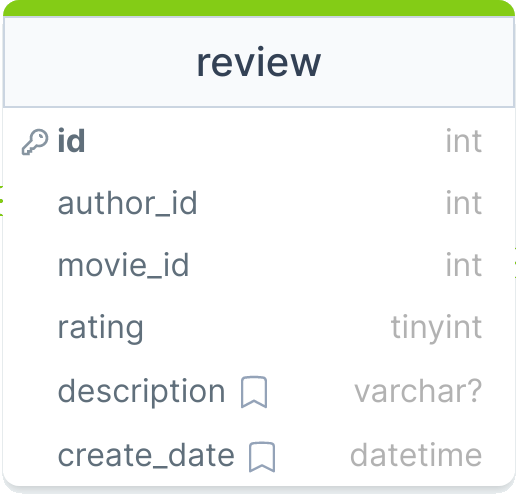 review
id int
author_id int
movie_id int
rating tinyint
description varchar?
create_date datetime